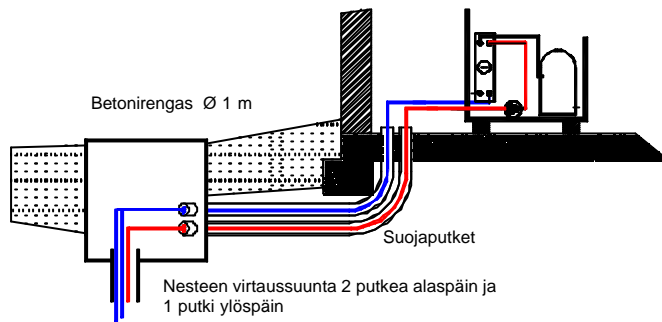 Betonirengas Ø 1 m
Suojaputket
Nesteen virtaussuunta 2 putkea alaspäin ja
1 putki ylöspäin